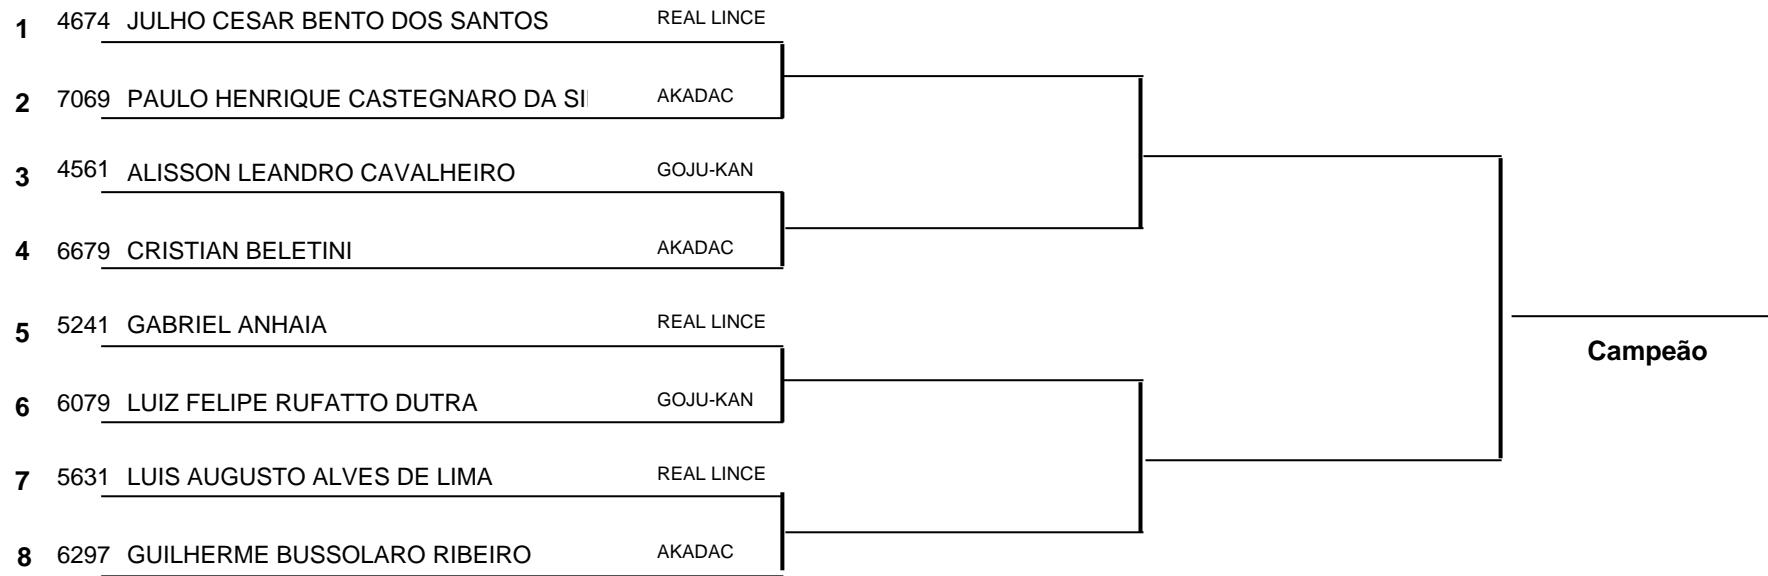 1 4674 JULHO CESAR BENTO DOS SANTOS REAL LINCE
2 7069 PAULO HENRIQUE CASTEGNARO DA AKADAC
3 4561 ALISSON LEANDRO CAVALHEIRO GOJU-KAN
4 6679 CRISTIAN BELETINI AKADAC
5 5241 GABRIEL ANHAIA REAL LINCE
Campeão
6 6079 LUIZ FELIPE RUFATTO DUTRA GOJU-KAN
7 5631 LUIS AUGUSTO ALVES DE LIMA REAL LINCE
8 6297 GUILHERME BUSSOLARO RIBEIRO AKADAC